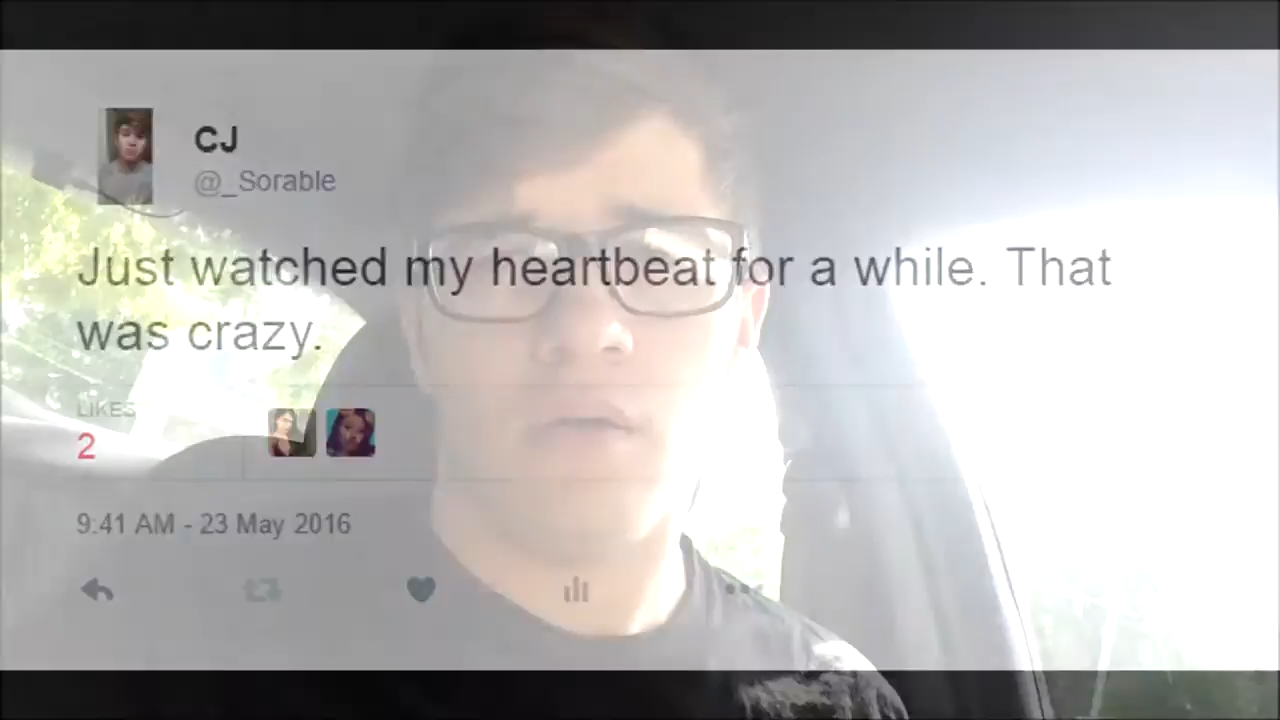 CJ
@_Sorable
Just watched my heartbeat for a while. That
was crazy.
LIKES
2
9:41 AM - 23 May 2016